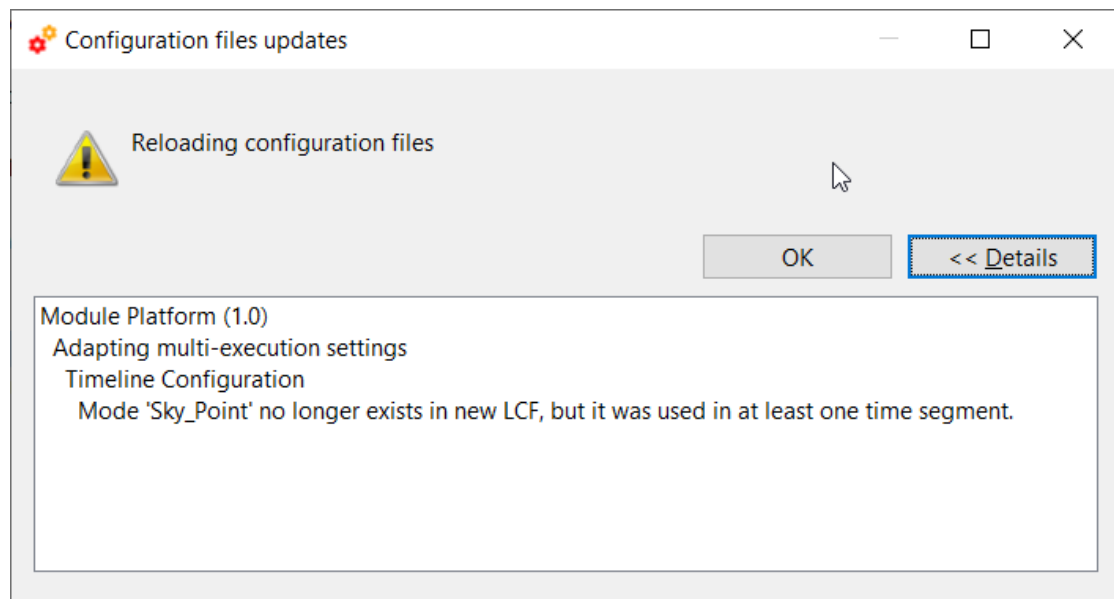 Configuration files updates
Reloading configuration files
OK
<< Details
Module Platform (1.0)
Adapting multi-execution settings
Timeline Configuration
Mode 'Sky_Point' no longer exists in new LCF, but it was used in at least one time segment.